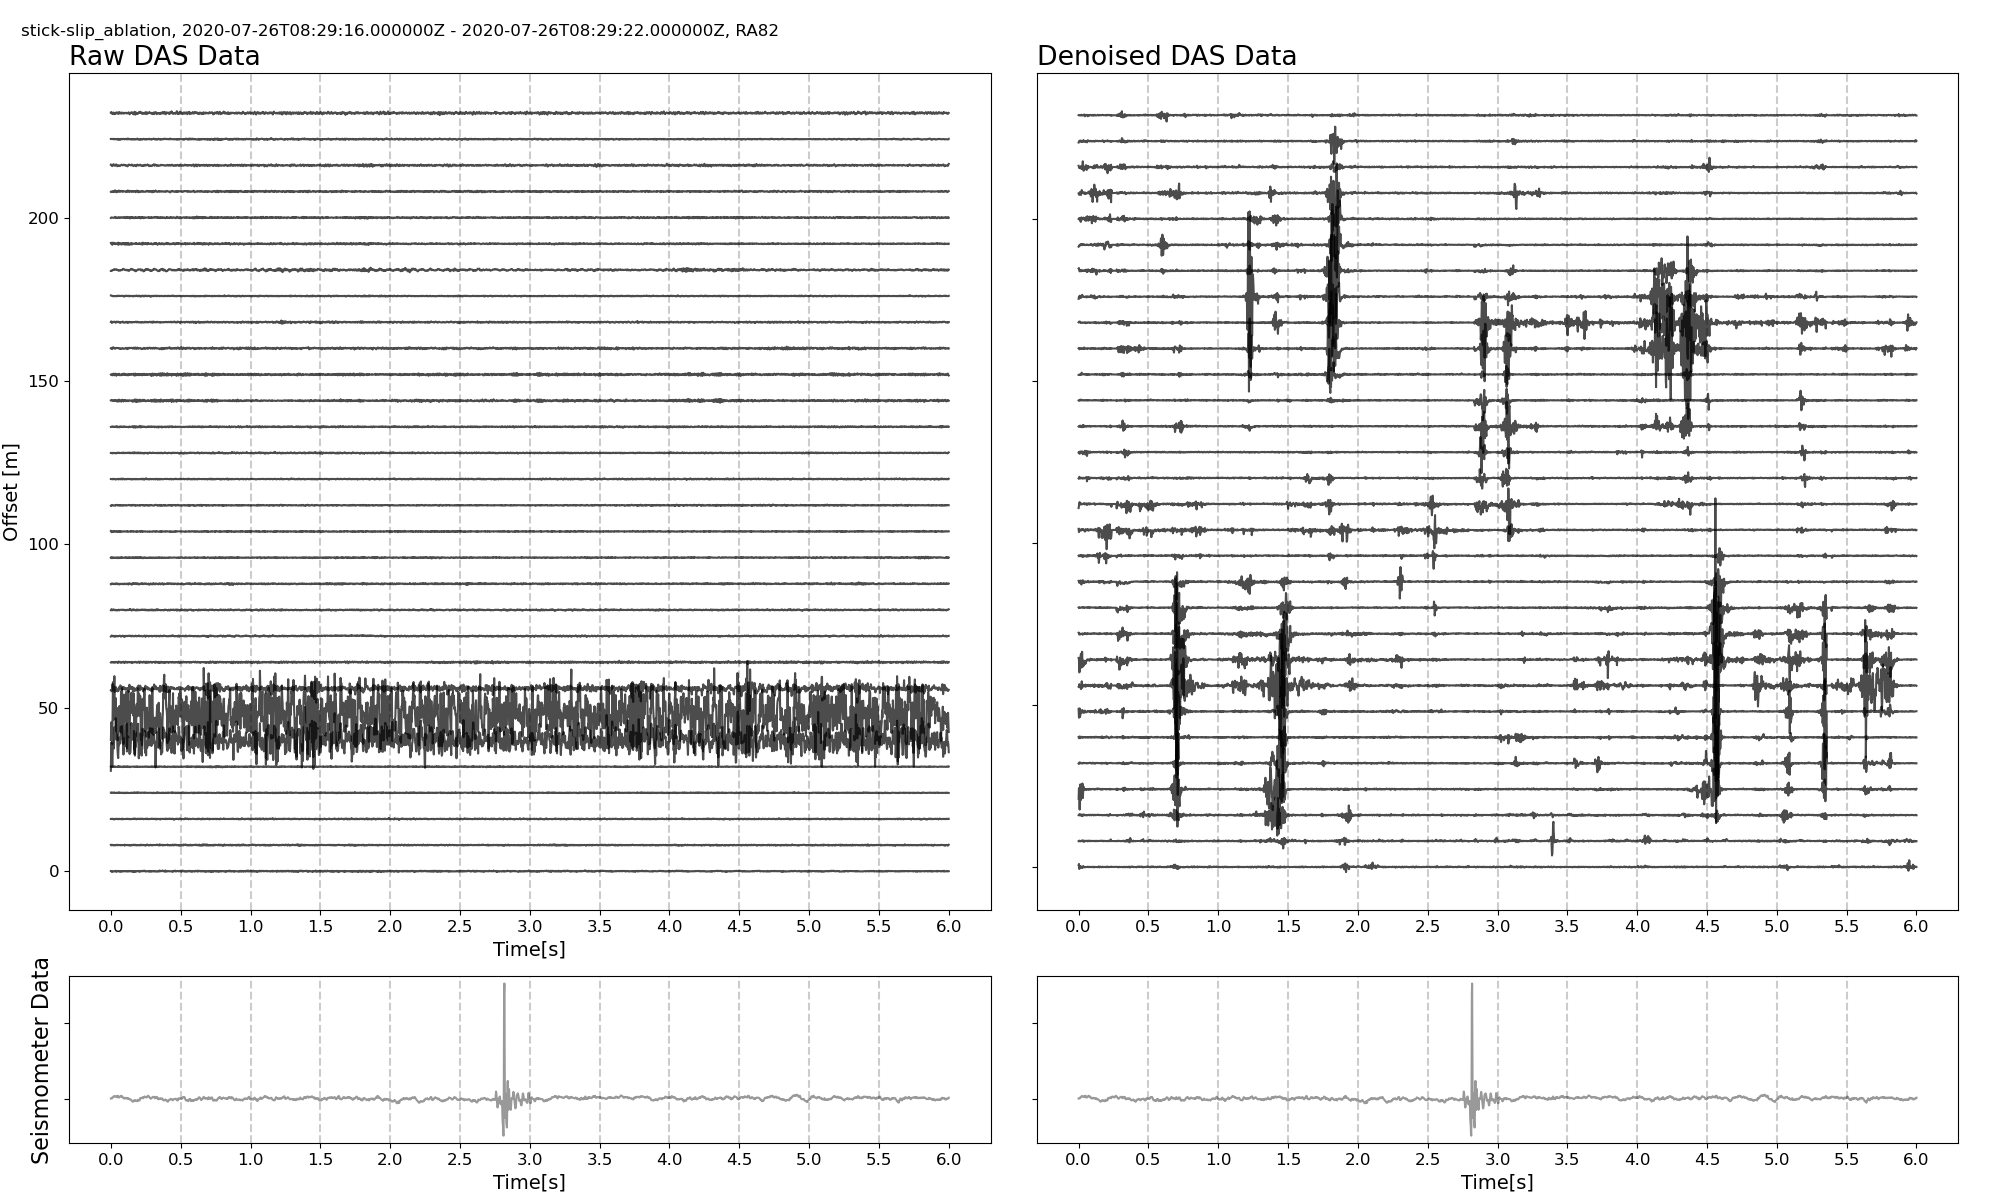 stick-slip_ablation, 2020-07-26T08:29:16.000000Z - 2020-07-26T08:29:22.000000Z, RA82
Raw DAS Data
Denoised DAS Data
Offset [m]
200
150
100
50
0
0.0 0.5 1.0 1.5 2.0 2.5 3.0 3.5 4.0 4.5 5.0 5.5 6.0
Time[s]
0.0 0.5 1.0 1.5 2.0 2.5 3.0 3.5 4.0 4.5 5.0 5.5 6.0
Seismometer Data
0.0 0.5 1.0 1.5 2.0 2.5 3.0 3.5 4.0 4.5 5.0 5.5 6.0
Time[s]
0.0 0.5 1.0 1.5 2.0 2.5 3.0 3.5 4.0 4.5 5.0 5.5 6.0
Time[s]